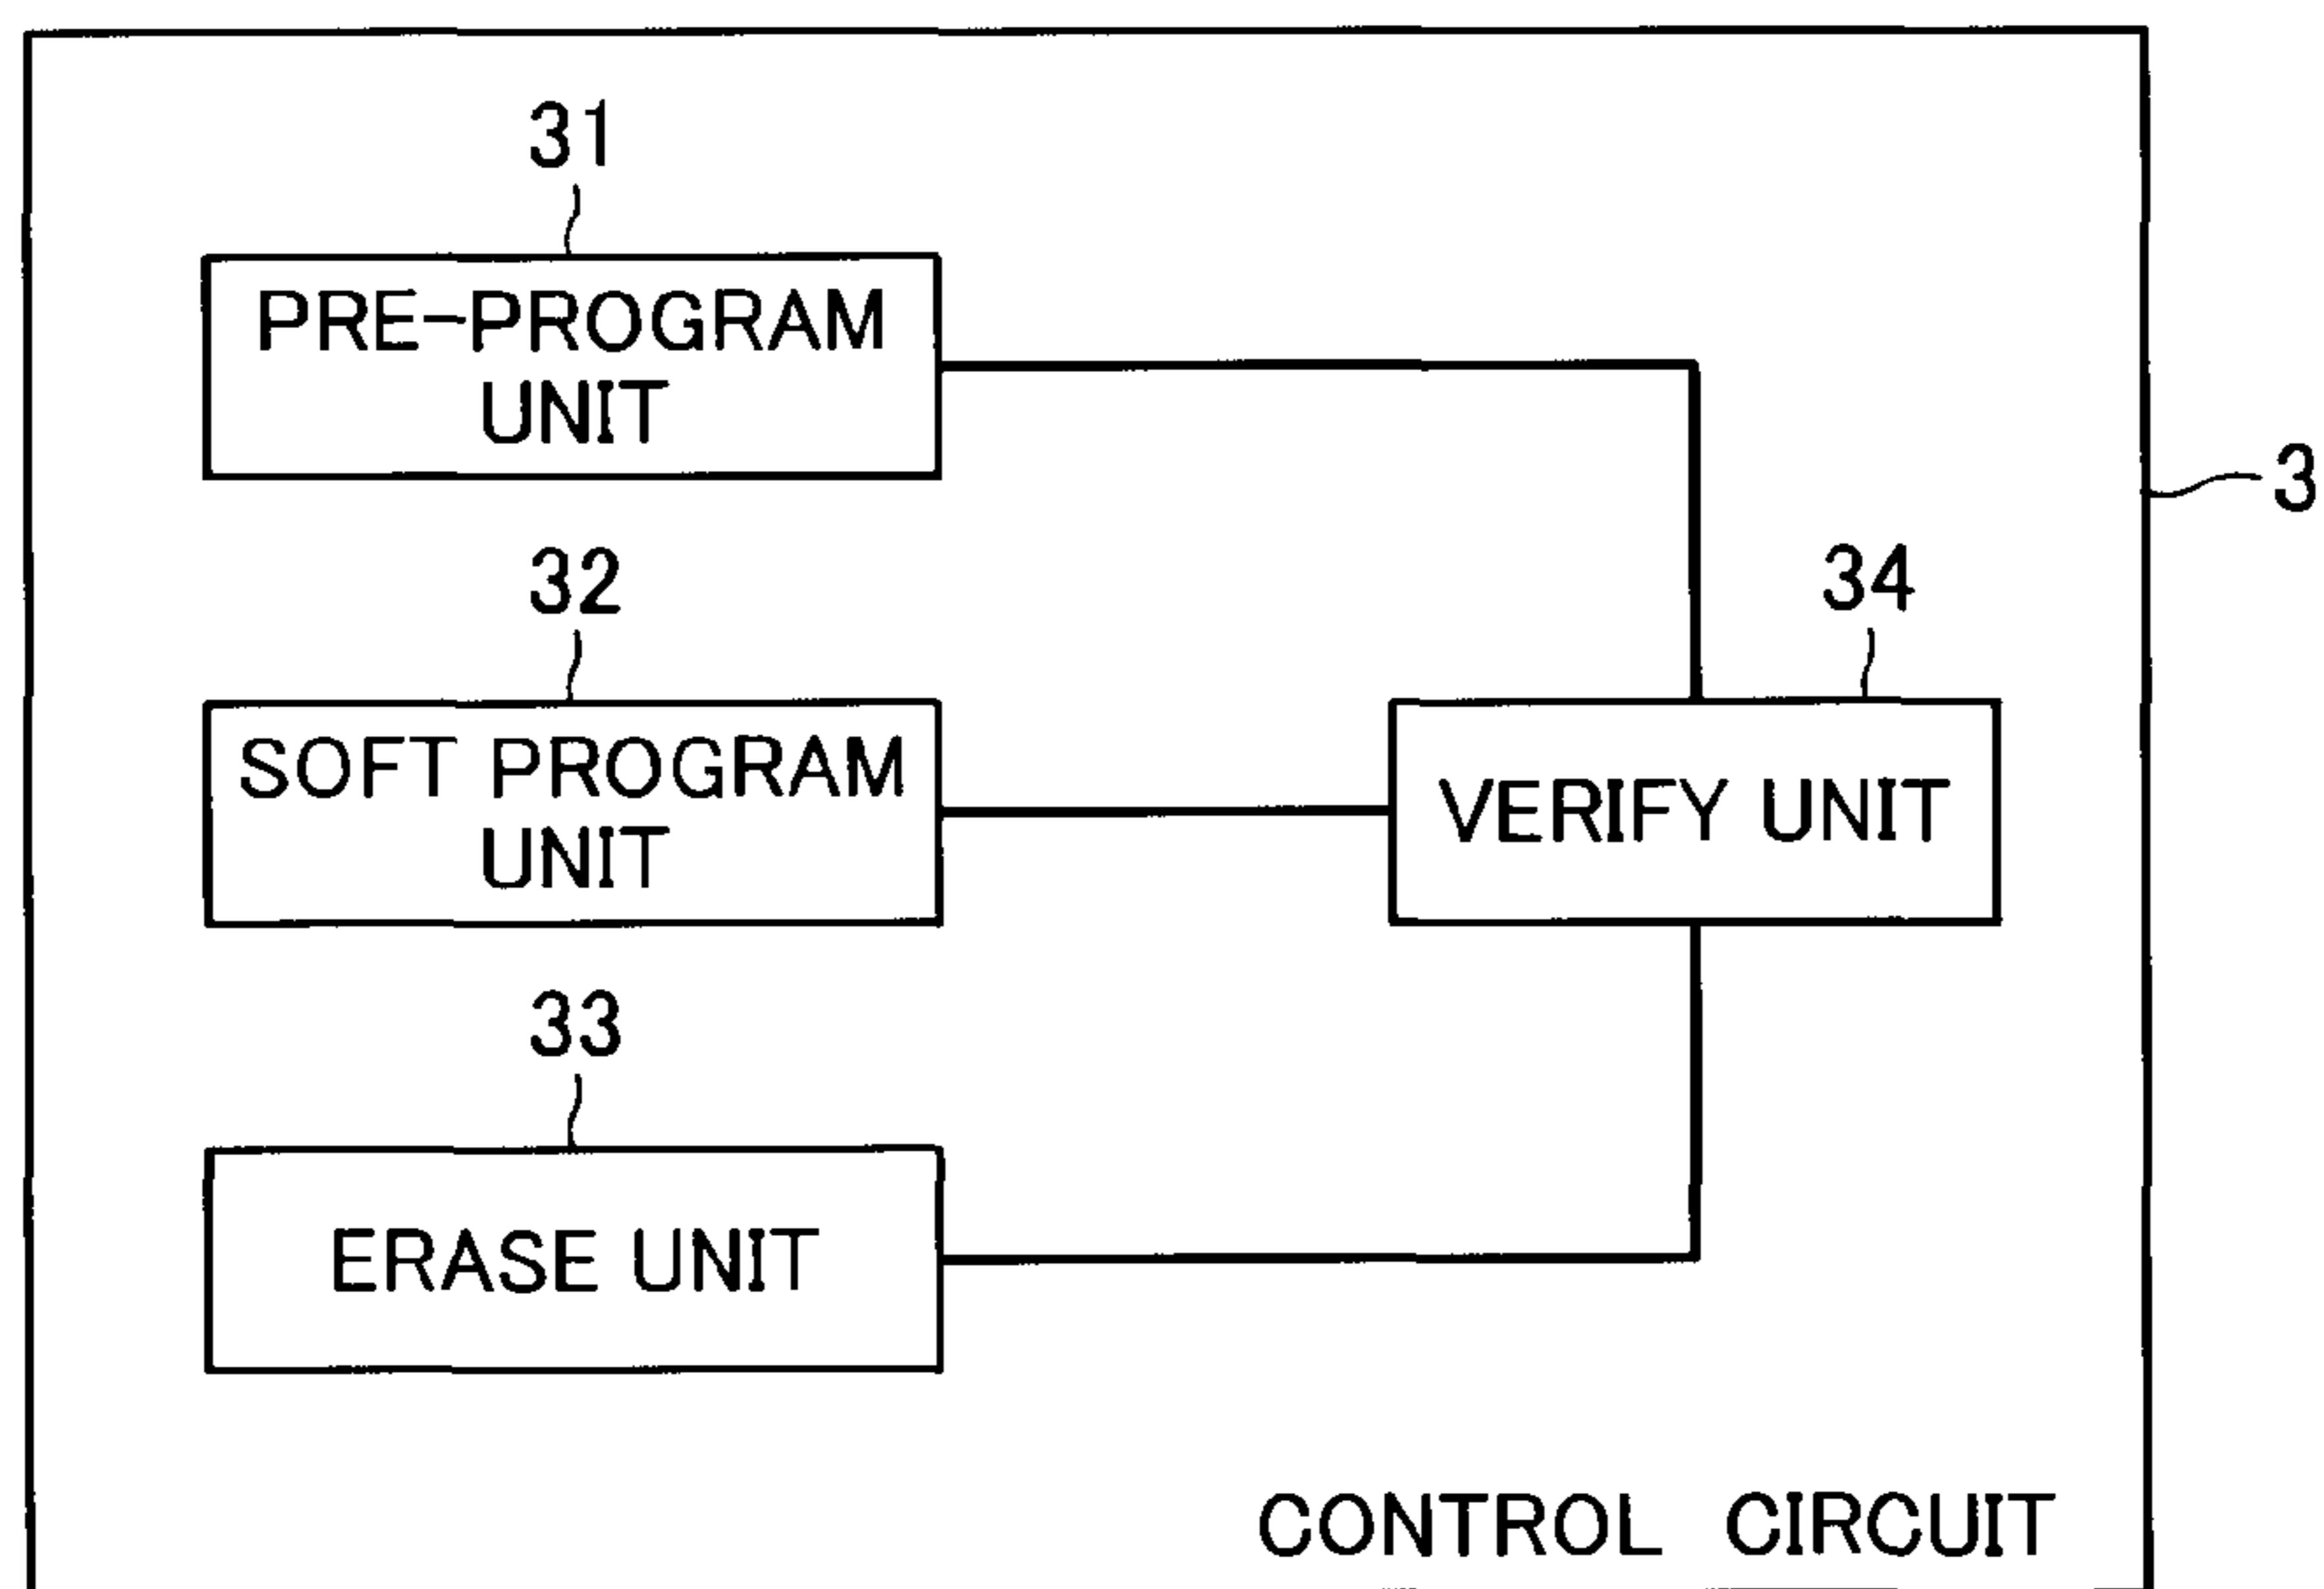 31
PRE-PROGRAM
UNIT
3
32
SOFT PROGRAM
UNIT
34
VERIFY UNIT
33
ERASE UNIT
CONTROL CIRCUIT